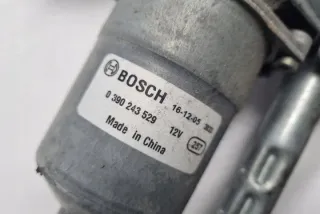 BOSCH 16-12-05
0 390 243 529 12V
Made in China